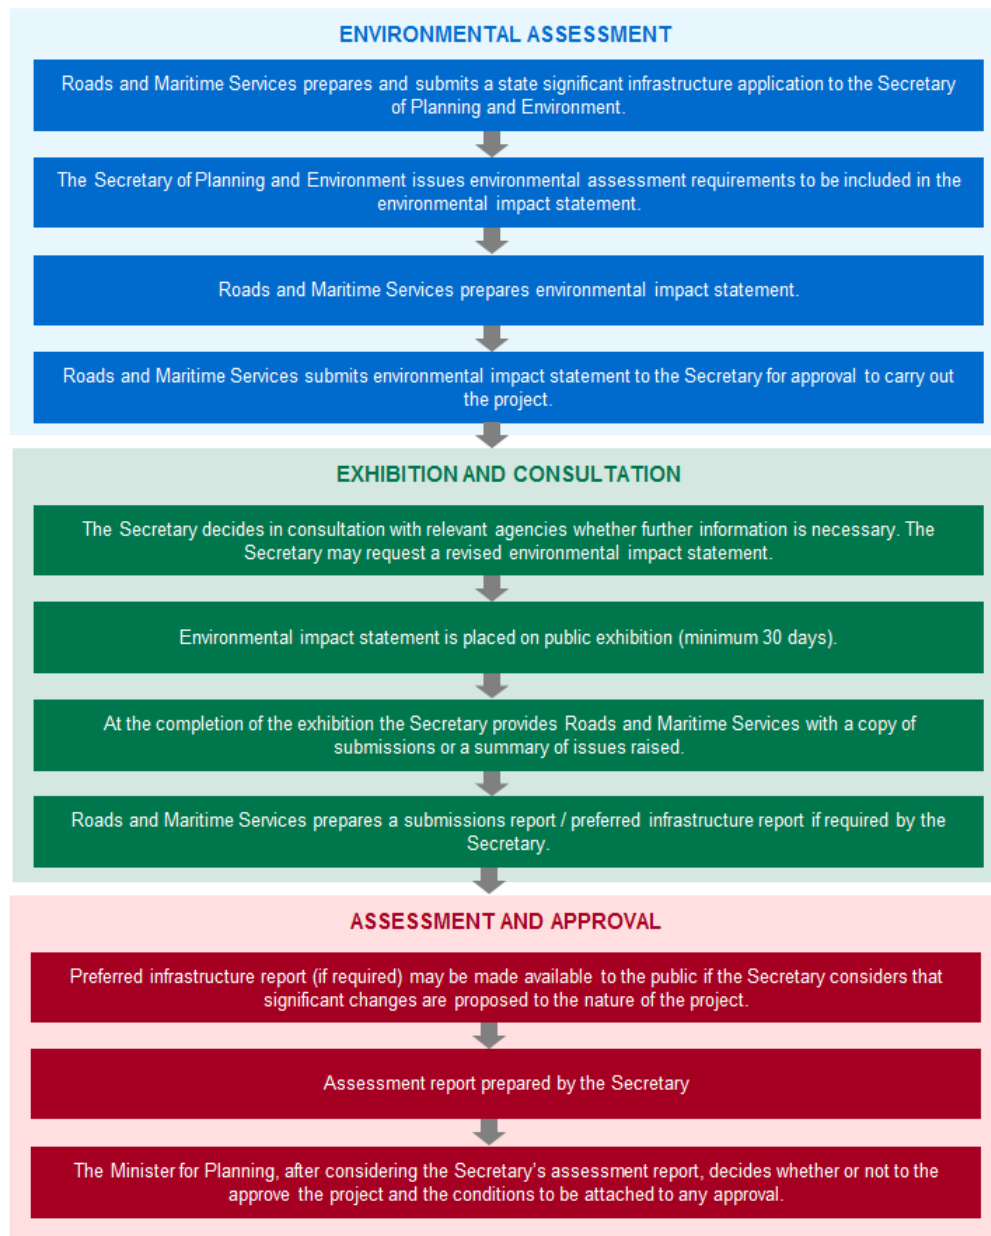 ENVIRONMENTAL ASSESSMENT
Roads and Maritime Services prepares and submits a state significant infrastructure application to the Secretary
of Planning and Environment.
The Secretary of Planning and Environment issues environmental assessment requirements to be included in the
environmental impact statement.
Roads and Maritime Services prepares environmental impact statement.
Roads and Maritime Services submits environmental impact statement to the Secretary for approval to carry out
the project.
EXHIBITION AND CONSULTATION
The Secretary decides in consultation with relevant agencies whether further information is necessary. The
Secretary may request a revised environmental impact statement.
Environmental impact statement is placed on public exhibition (minimum 30 days).
At the completion of the exhibition the Secretary provides Roads and Maritime Services with a copy of
submissions or a summary of issues raised.
Roads and Maritime Services prepares a submissions report / preferred infrastructure report if required by the
Secretary.
ASSESSMENT AND APPROVAL
Preferred infrastructure report (if required) may be made available to the public if the Secretary considers that
significant changes are proposed to the nature of the project.
Assessment report prepared by the Secretary
The Minister for Planning, after considering the Secretary's assessment report, decides whether or not to the
approve the project and the conditions to be attached to any approval.